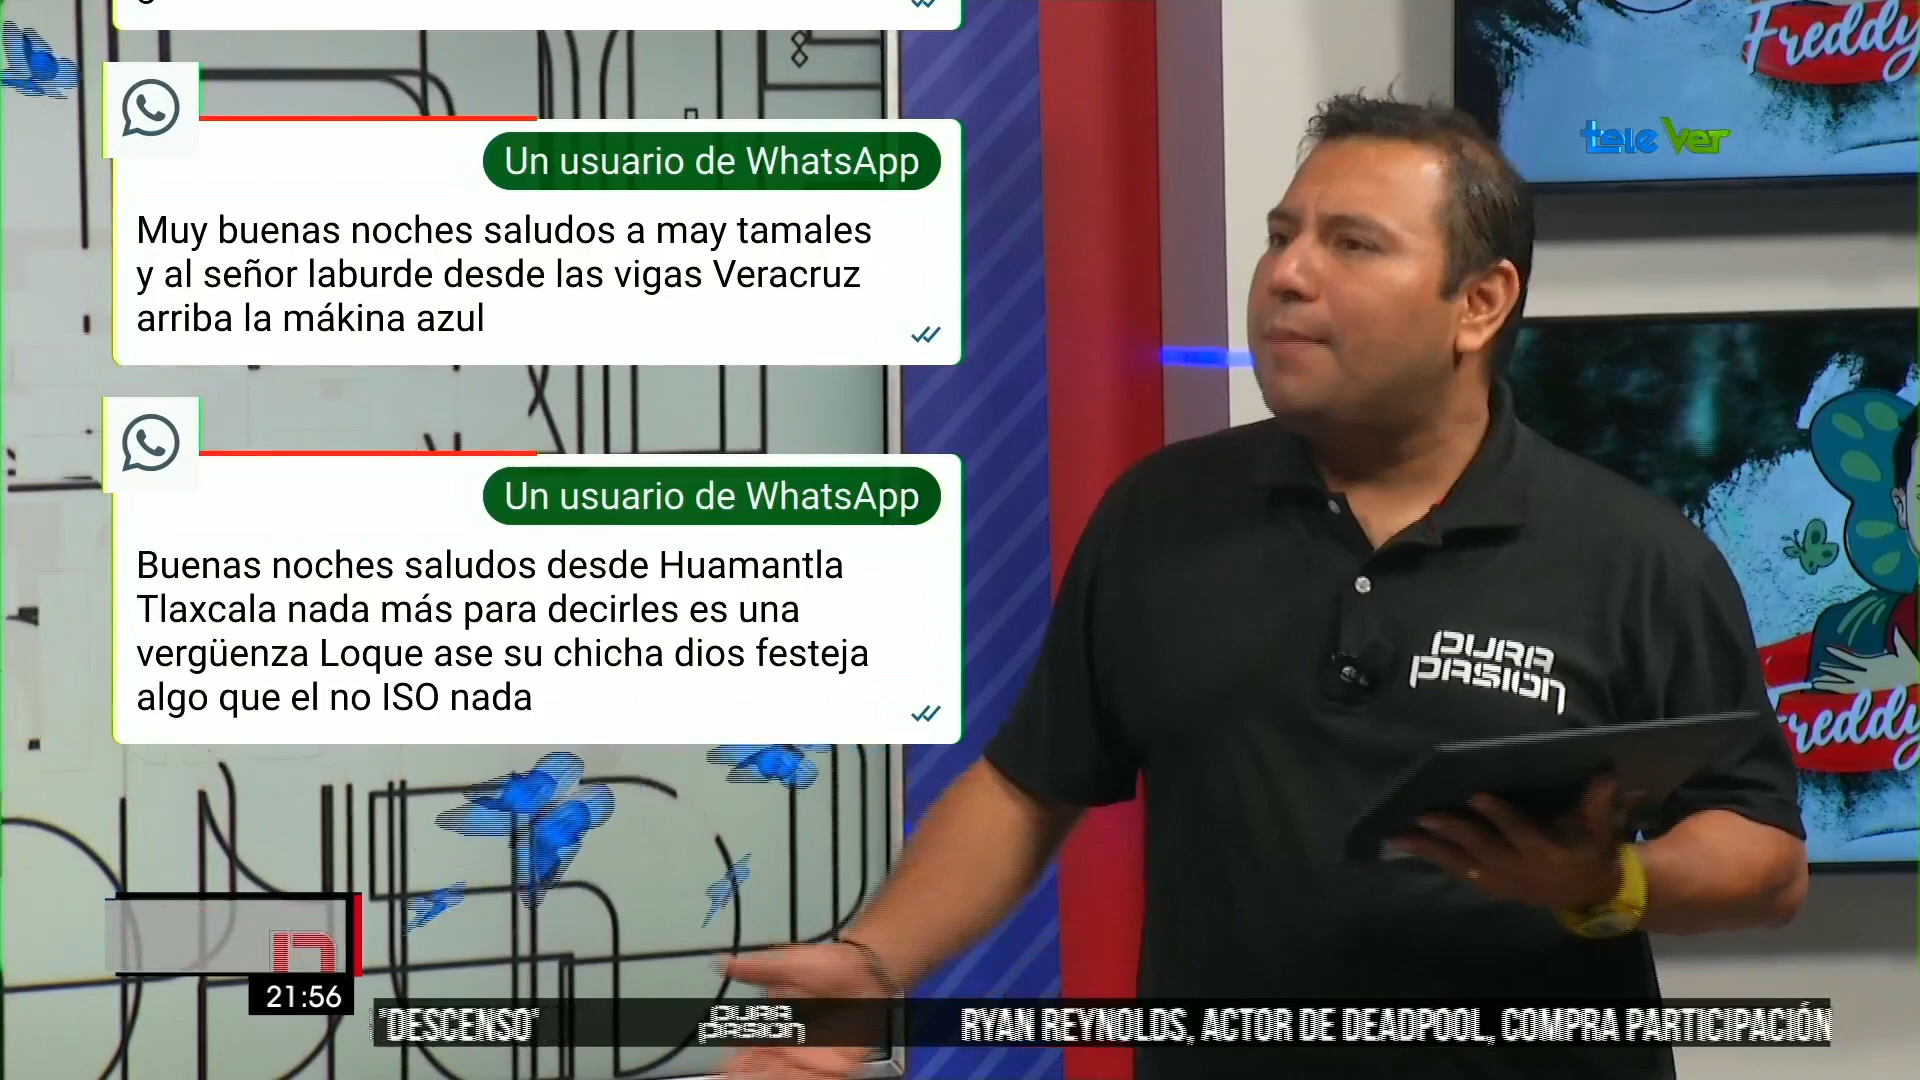 Freddy
tele Ver
Un usuario de WhatsApp
Muy buenas noches saludos a may tamales
y al señor laburde desde las vigas Veracruz
arriba la mákina azul
Un usuario de WhatsApp
Buenas noches saludos desde Huamantla
Tlaxcala nada más para decirles es una
vergüenza Loque ase su chicha dios festeja
algo que el no ISO nada
PURA
PASION
Freddy
21:56
"DESCENSO"
PURA
PASION
RYAN REYNOLDS, ACTOR DE DEADPOOL, COMPRA PARTICIPACIÓN